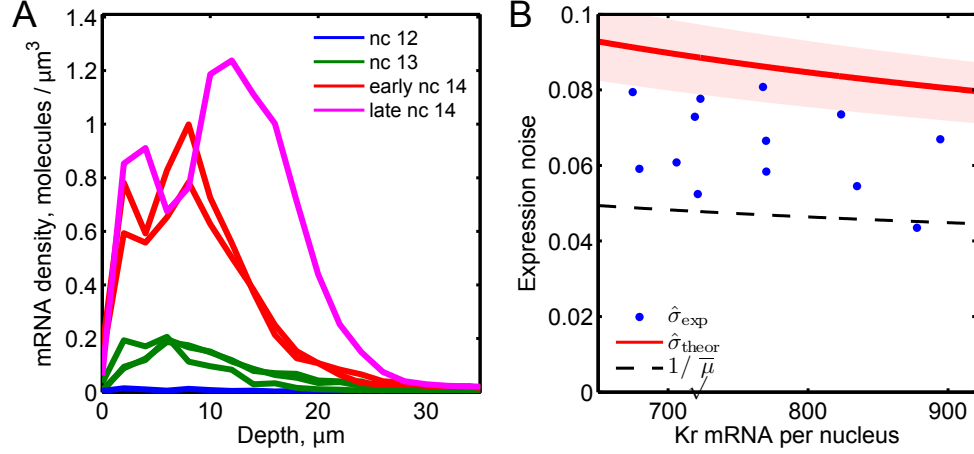 A
mRNA density, molecules / μm³
1.4
1.2
1
0.8
0.6
0.4
0.2
0
0 10 20 30
Depth, μm
nc 12
nc 13
early nc 14
late nc 14
B
Expression noise
0.1
0.08
0.06
0.04
0.02
0
700 800 900
Kr mRNA per nucleus
σ̂exp
σ̂theor
1/√μ̅